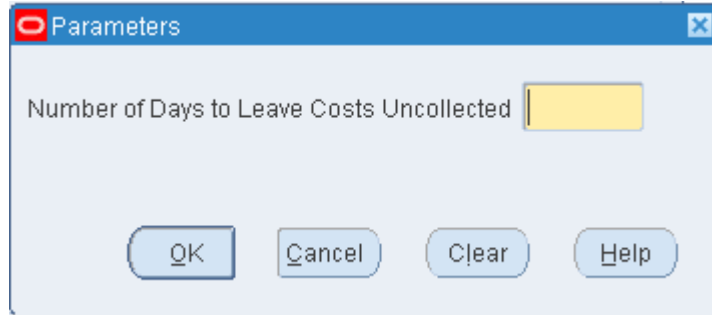 Parameters
Number of Days to Leave Costs Uncollected
OK Cancel Clear Help